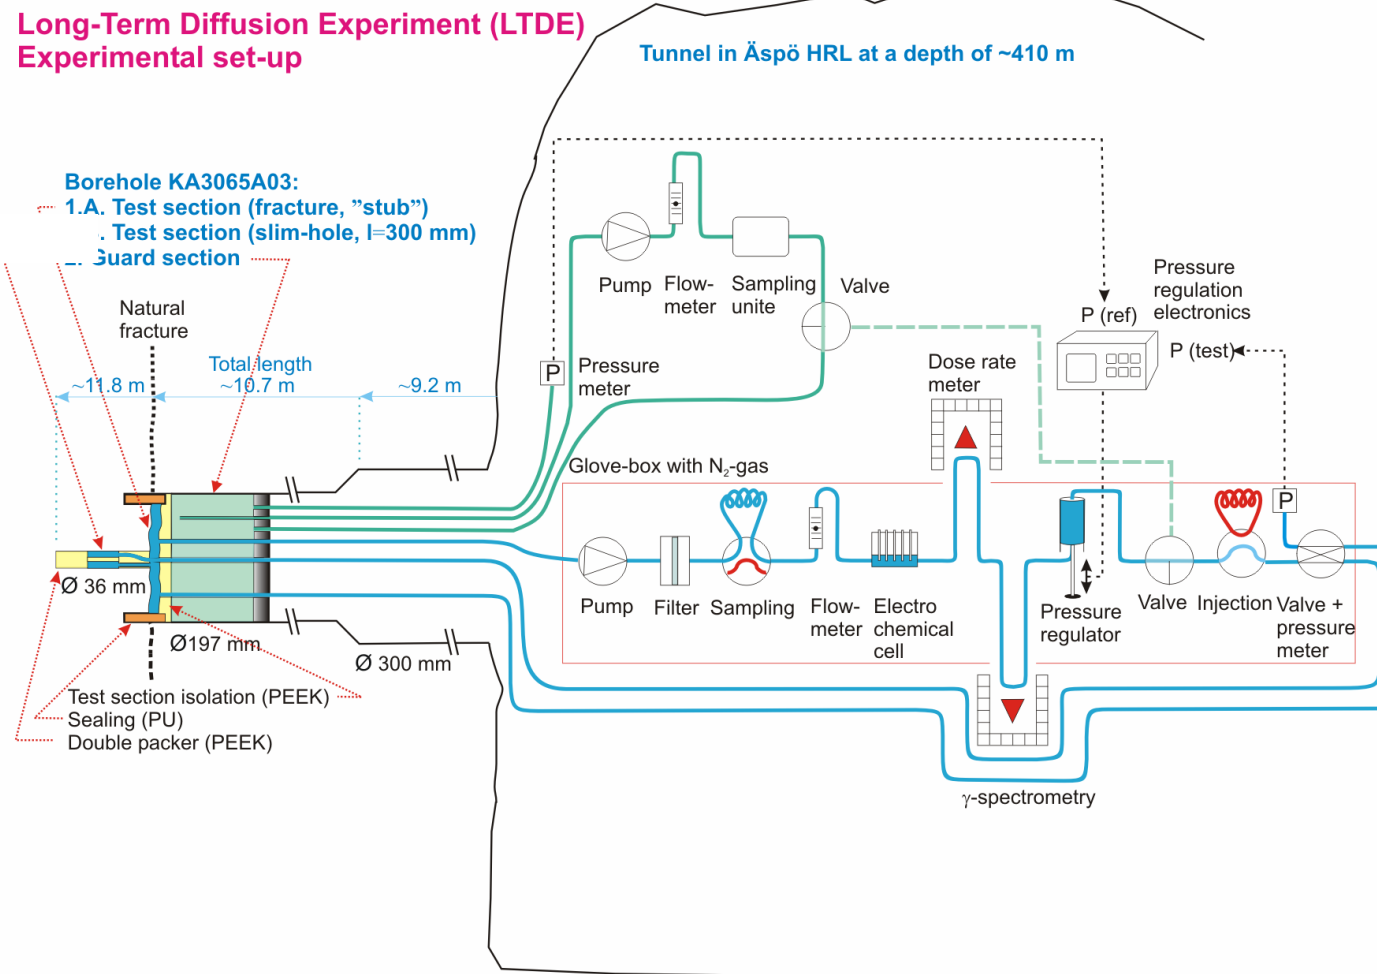 Long-Term Diffusion Experiment (LTDE)
Experimental set-up
Tunnel in Äspö HRL at a depth of ~410 m
Borehole KA3065A03:
1.A. Test section (fracture, ”stub”)
. Test section (slim-hole, l=300 mm)
Guard section
Natural
fracture
Total length
~11.8 m
~10.7 m
~9.2 m
Pump
Flow-
meter
Sampling
unite
Valve
Pressure
regulation
electronics
P (ref)
P (test)
P
Pressure
meter
Dose rate
meter
Glove-box with N2-gas
P
Ø 36 mm
Ø197 mm
Ø 300 mm
Pump
Filter
Sampling
Flow-
meter
Electro
chemical
cell
Pressure
regulator
Valve
Injection
Valve +
pressure
meter
Test section isolation (PEEK)
Sealing (PU)
Double packer (PEEK)
γ-spectrometry